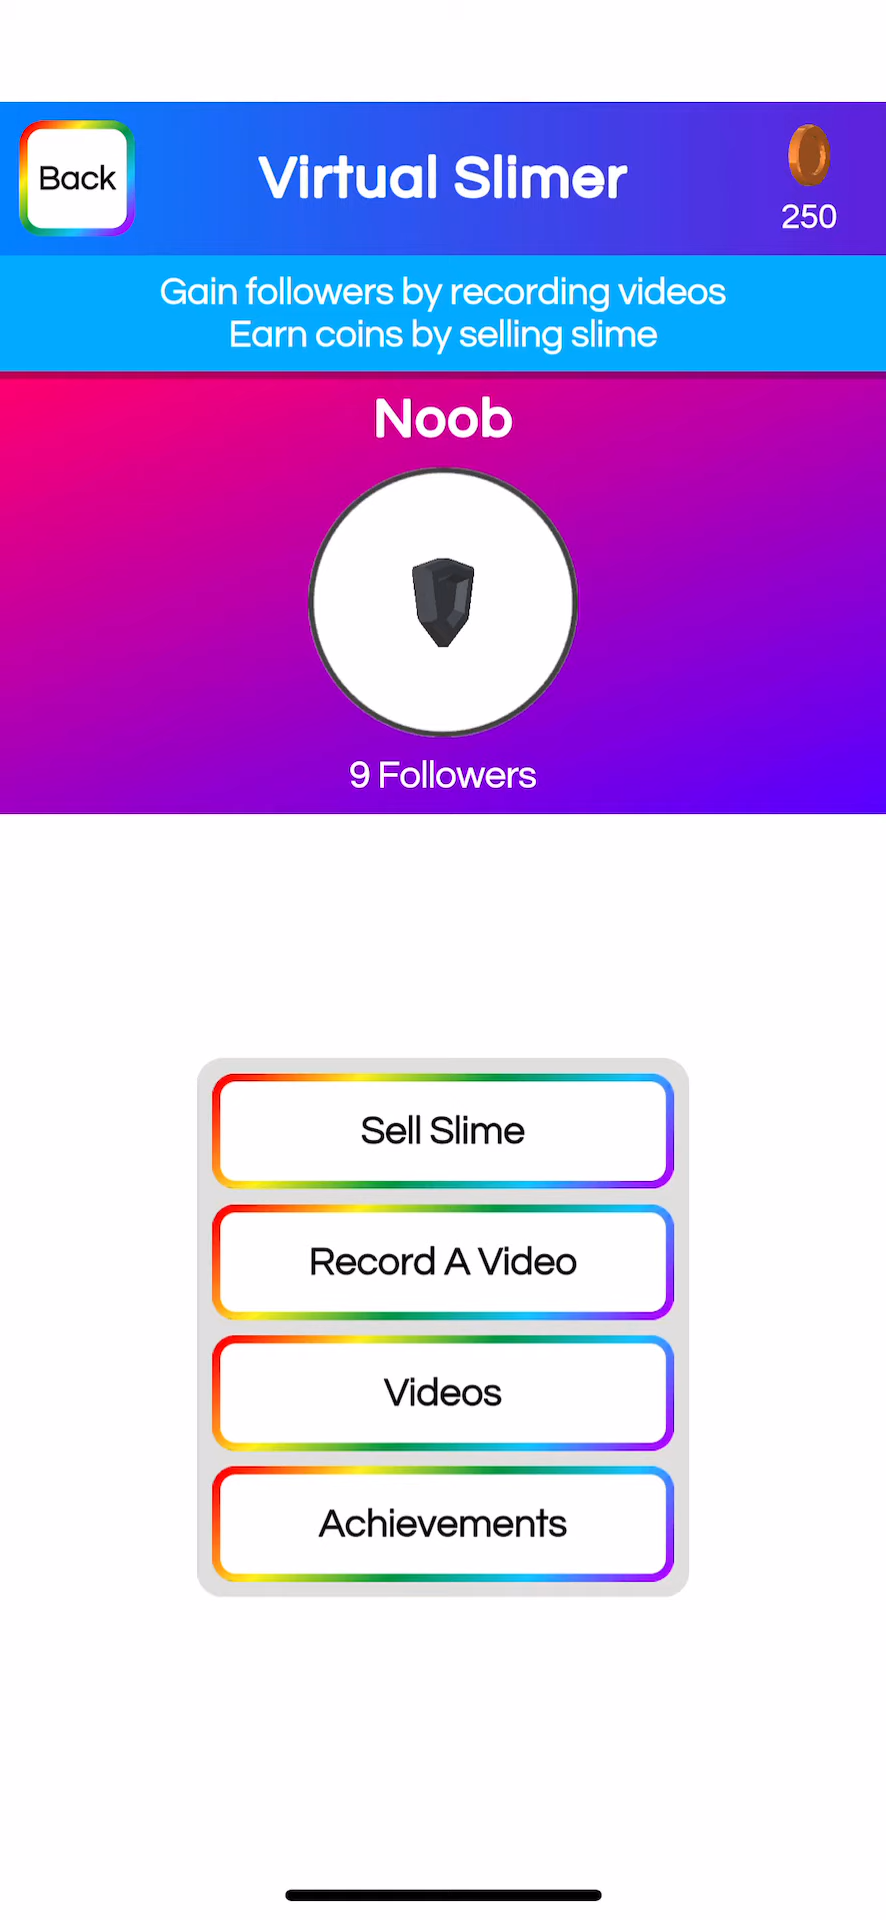 Back
Virtual Slimer
250
Gain followers by recording videos
Earn coins by selling slime
Noob
9 Followers
Sell Slime
Record A Video
Videos
Achievements